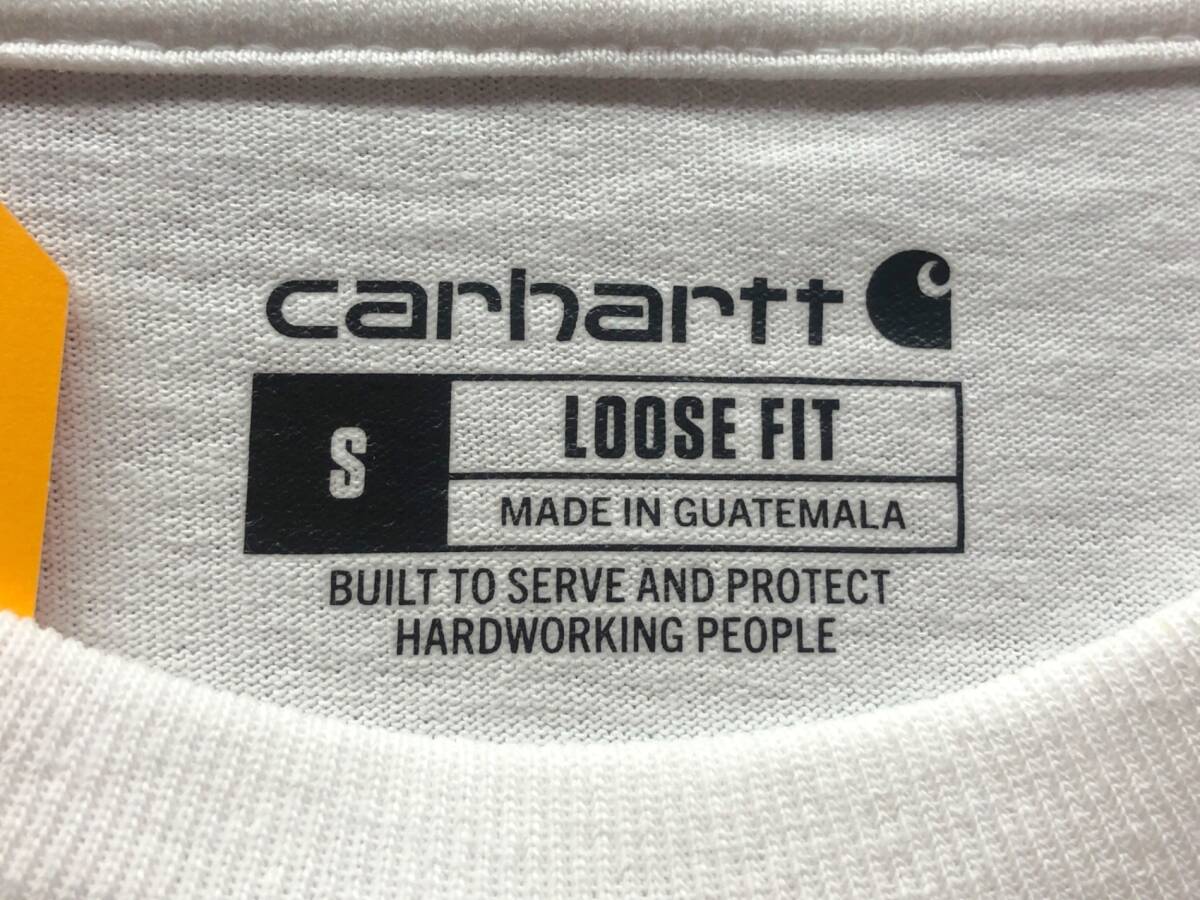 carhartt
S
LOOSE FIT
MADE IN GUATEMALA
BUILT TO SERVE AND PROTECT
HARDWORKING PEOPLE